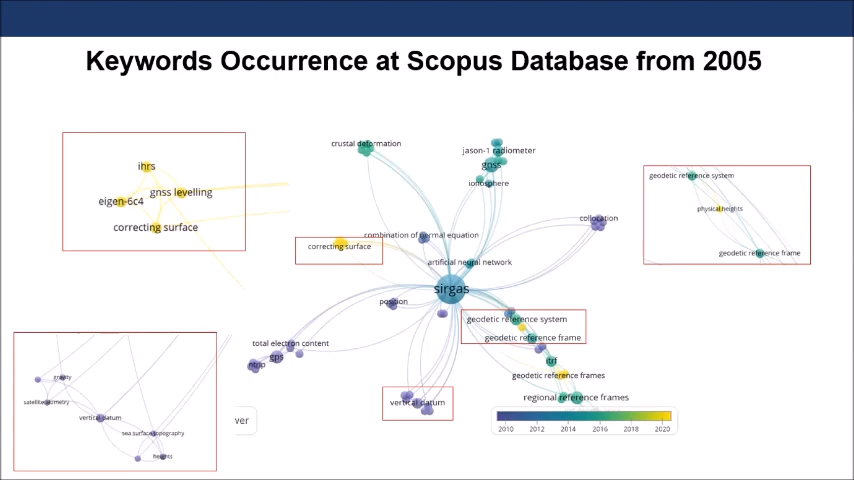 Keywords Occurrence at Scopus Database from 2005
ihrs
gnss levelling
eigen-6c4
correcting surface
crustal deformation
jason-1 radiometer
gnss
ionosphere
collocation
combination of normal equation
correcting surface
artificial neural network
sirgas
position
geodetic reference system
geodetic reference frame
total electron content
gps
ntrip
itrf
geodetic reference frames
regional reference frames
vertical datum
geodetic reference system
physical heights
geodetic reference frame
gravity
satellite altimetry
vertical datum
sea surface topography
heights
ver
2010 2012 2014 2016 2018 2020